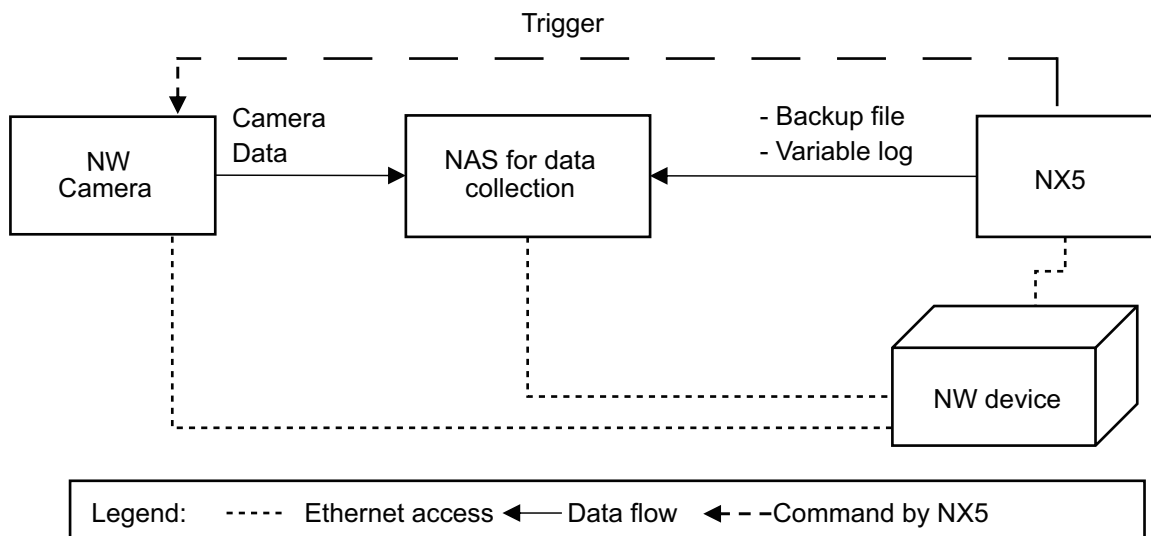 Trigger
NW
Camera
Camera
Data
NAS for data
collection
- Backup file
- Variable log
NX5
NW device
Legend: Ethernet access Data flow Command by NX5